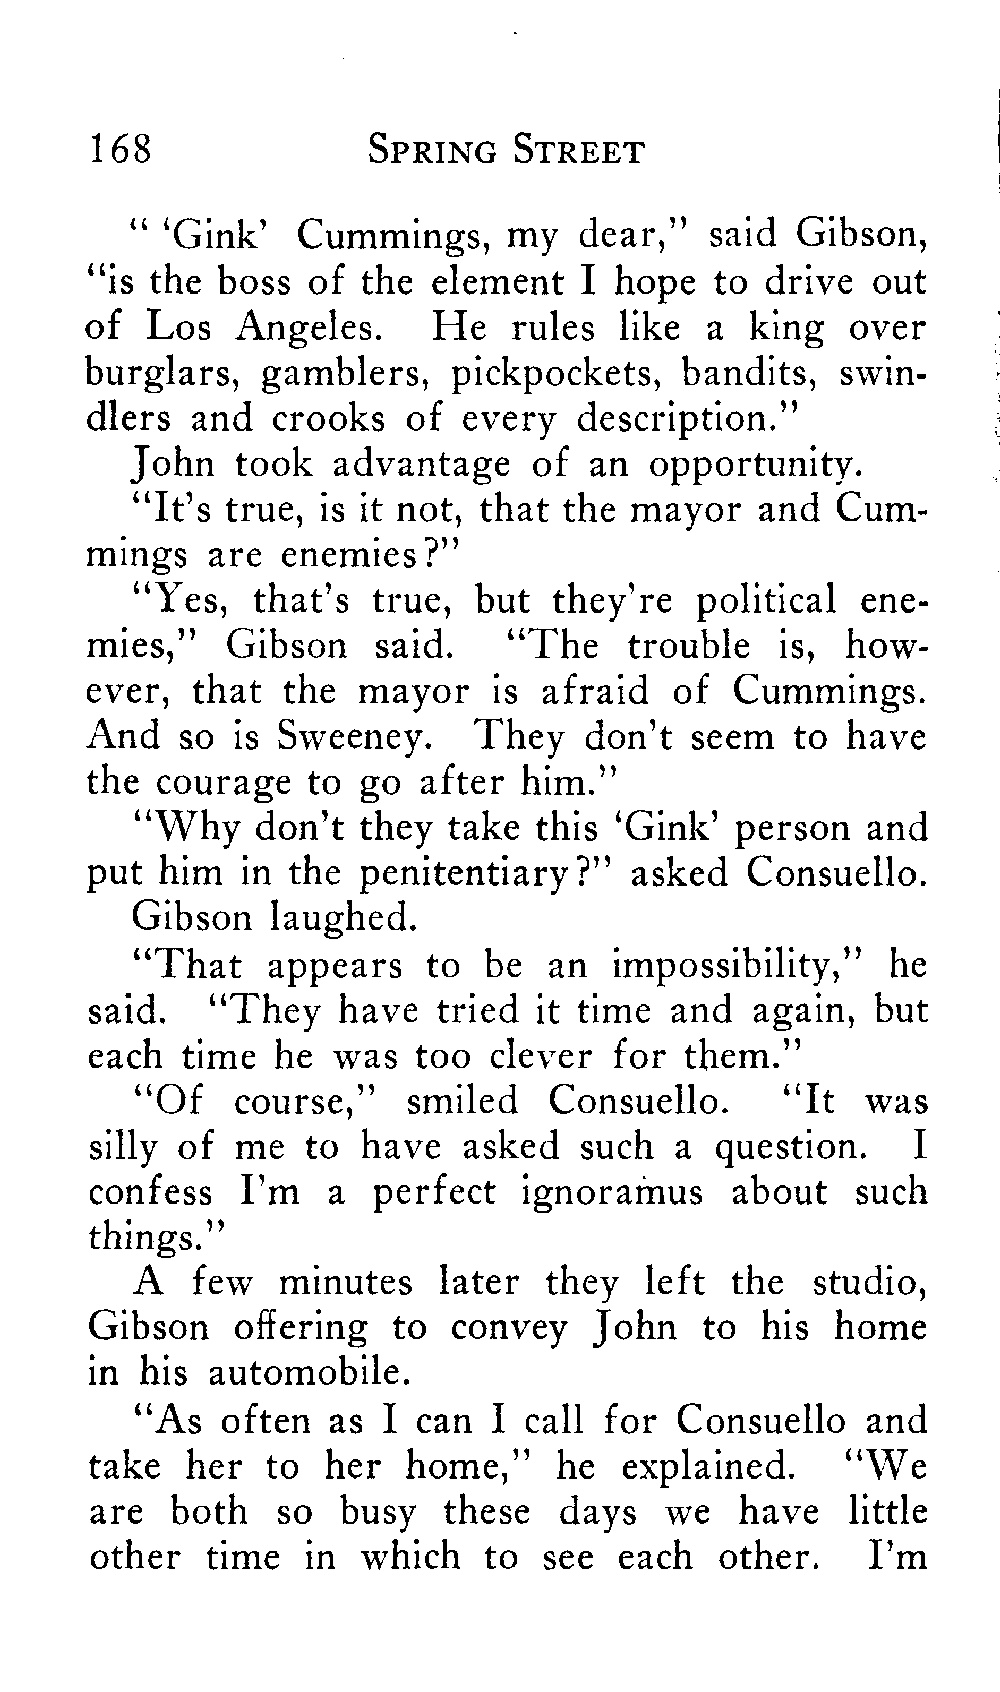 168 SPRING STREET
" 'Gink' Cummings, my dear," said Gibson,
"is the boss of the element I hope to drive out
of Los Angeles. He rules like a king over
burglars, gamblers, pickpockets, bandits, swin-
dlers and crooks of every description."
John took advantage of an opportunity.
"It's true, is it not, that the mayor and Cum-
mings are enemies?"
"Yes, that's true, but they're political ene-
mies," Gibson said. "The trouble is, how-
ever, that the mayor is afraid of Cummings.
And so is Sweeney. They don't seem to have
the courage to go after him."
"Why don't they take this 'Gink' person and
put him in the penitentiary?" asked Consuello.
Gibson laughed.
"That appears to be an impossibility," he
said. "They have tried it time and again, but
each time he was too clever for them."
"Of course," smiled Consuello. "It was
silly of me to have asked such a question. I
confess I'm a perfect ignoramus about such
things."
A few minutes later they left the studio,
Gibson offering to convey John to his home
in his automobile.
"As often as I can I call for Consuello and
take her to her home," he explained. "We
are both so busy these days we have little
other time in which to see each other. I'm